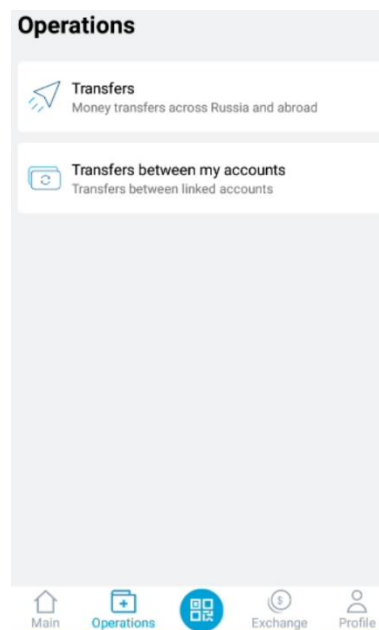 Operations
Transfers
Money transfers across Russia and abroad
Transfers between my accounts
Transfers between linked accounts
Main
Operations
Exchange
Profile